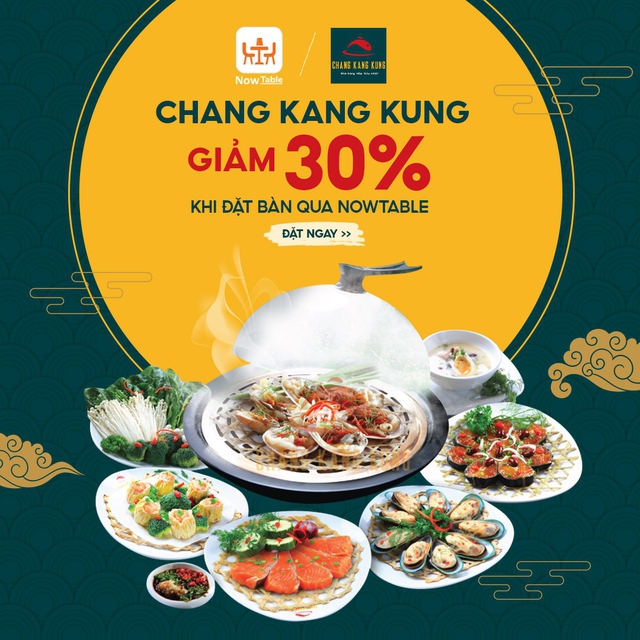 Now Table
CHANG KANG KUNG
CHANG KANG KUNG
GIẢM 30%
KHI ĐẶT BÀN QUA NOWTABLE
ĐẶT NGAY >>